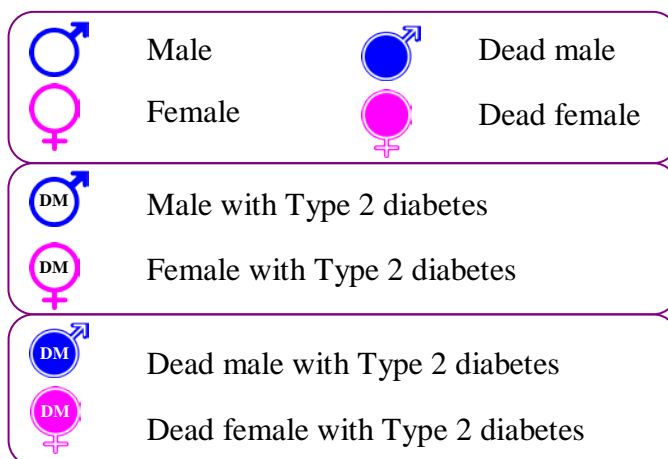 Male
Dead male
Female
Dead female
DM
Male with Type 2 diabetes
DM
Female with Type 2 diabetes
DM
Dead male with Type 2 diabetes
DM
Dead female with Type 2 diabetes